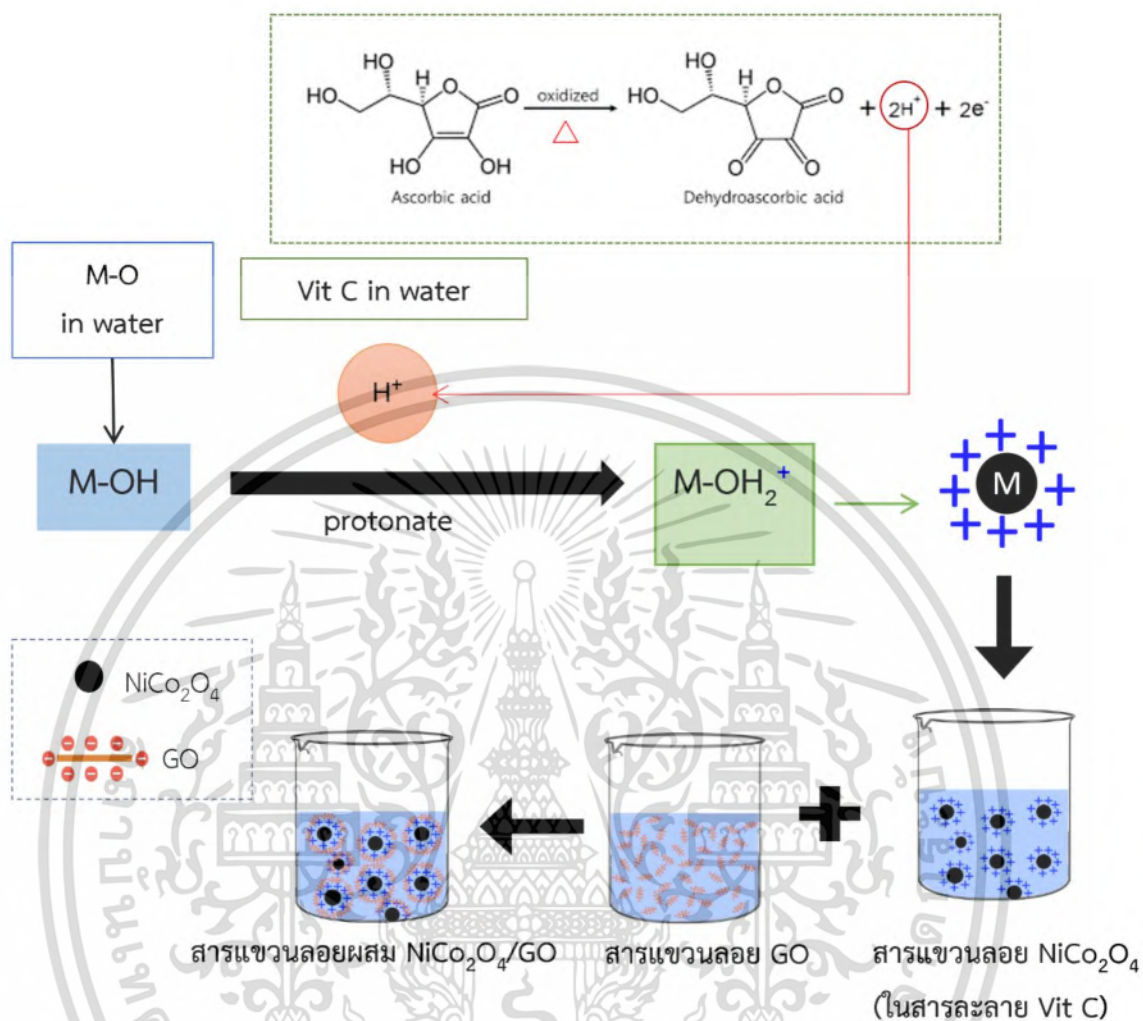 HO
HO
H
O
O
HO
OH
Ascorbic acid
oxidized
HO
HO
H
O
O
O
O
Dehydroascorbic acid
+ 2H⁺ + 2e⁻
M-O
in water
Vit C in water
H⁺
M-OH
protonate
M-OH₂⁺
M
NiCo₂O₄
GO
สารแขวนลอยผสม NiCo₂O₄/GO
สารแขวนลอย GO
สารแขวนลอย NiCo₂O₄
(ในสารละลาย Vit C)